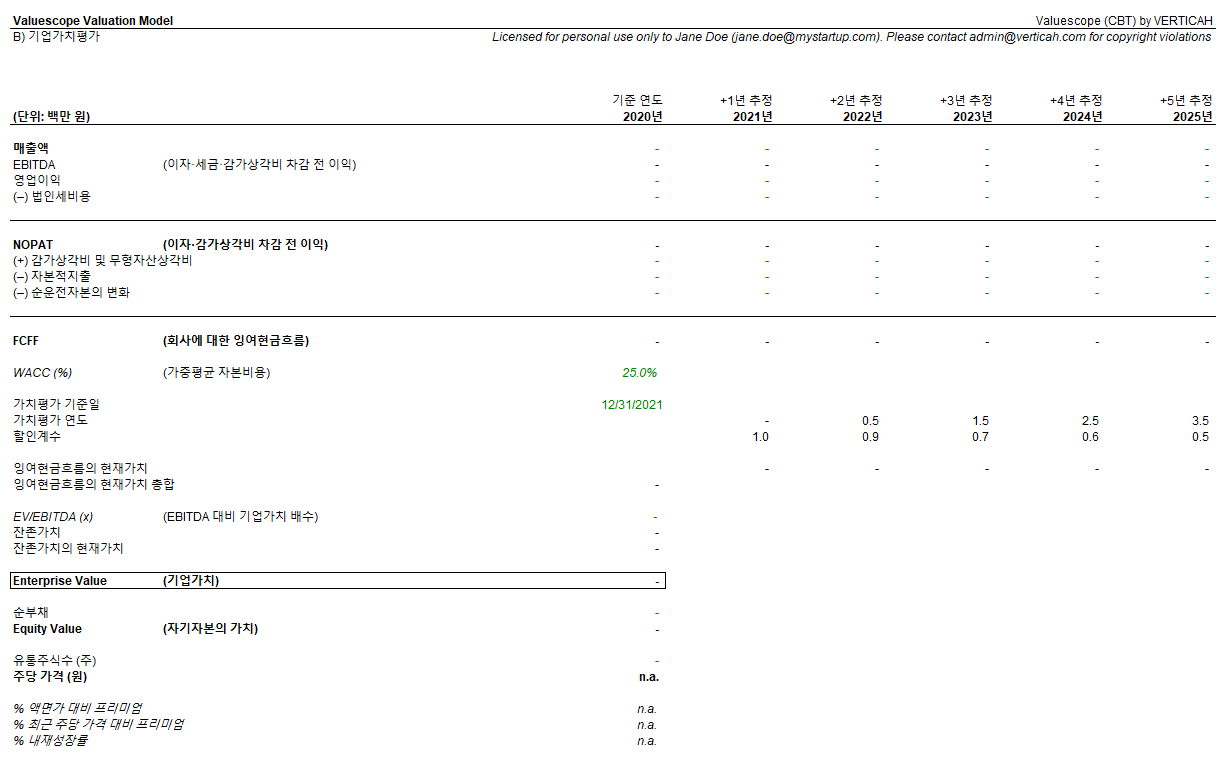 Valuescope Valuation Model Valuescope (CBT) by VERTICAH
B) 기업가치평가 Licensed for personal use only to Jane Doe (jane.doe@mystartup.com). Please contact admin@verticah.com for copyright violations
기준 연도 +1년 추정 +2년 추정 +3년 추정 +4년 추정 +5년 추정
(단위: 백만 원) 2020년 2021년 2022년 2023년 2024년 2025년
매출액 - - - - - -
EBITDA (이자·세금·감가상각비 차감 전 이익) - - - - - -
영업이익 - - - - - -
(–) 법인세비용 - - - - - -
NOPAT (이자·감가상각비 차감 전 이익) - - - - - -
(+) 감가상각비 및 무형자산상각비 - - - - - -
(–) 자본적지출 - - - - - -
(–) 순운전자본의 변화 - - - - - -
FCFF (회사에 대한 잉여현금흐름) - - - - - -
WACC (%) (가중평균 자본비용) 25.0%
가치평가 기준일 12/31/2021
가치평가 연도 - 0.5 1.5 2.5 3.5
할인계수 1.0 0.9 0.7 0.6 0.5
잉여현금흐름의 현재가치 - - - - -
잉여현금흐름의 현재가치 총합 -
EV/EBITDA (x) (EBITDA 대비 기업가치 배수) -
잔존가치 -
잔존가치의 현재가치 -
Enterprise Value (기업가치) -
순부채 -
Equity Value (자기자본의 가치) -
유통주식수 (주) -
주당 가격 (원) n.a.
% 액면가 대비 프리미엄 n.a.
% 최근 주당 가격 대비 프리미엄 n.a.
% 내재성장률 n.a.